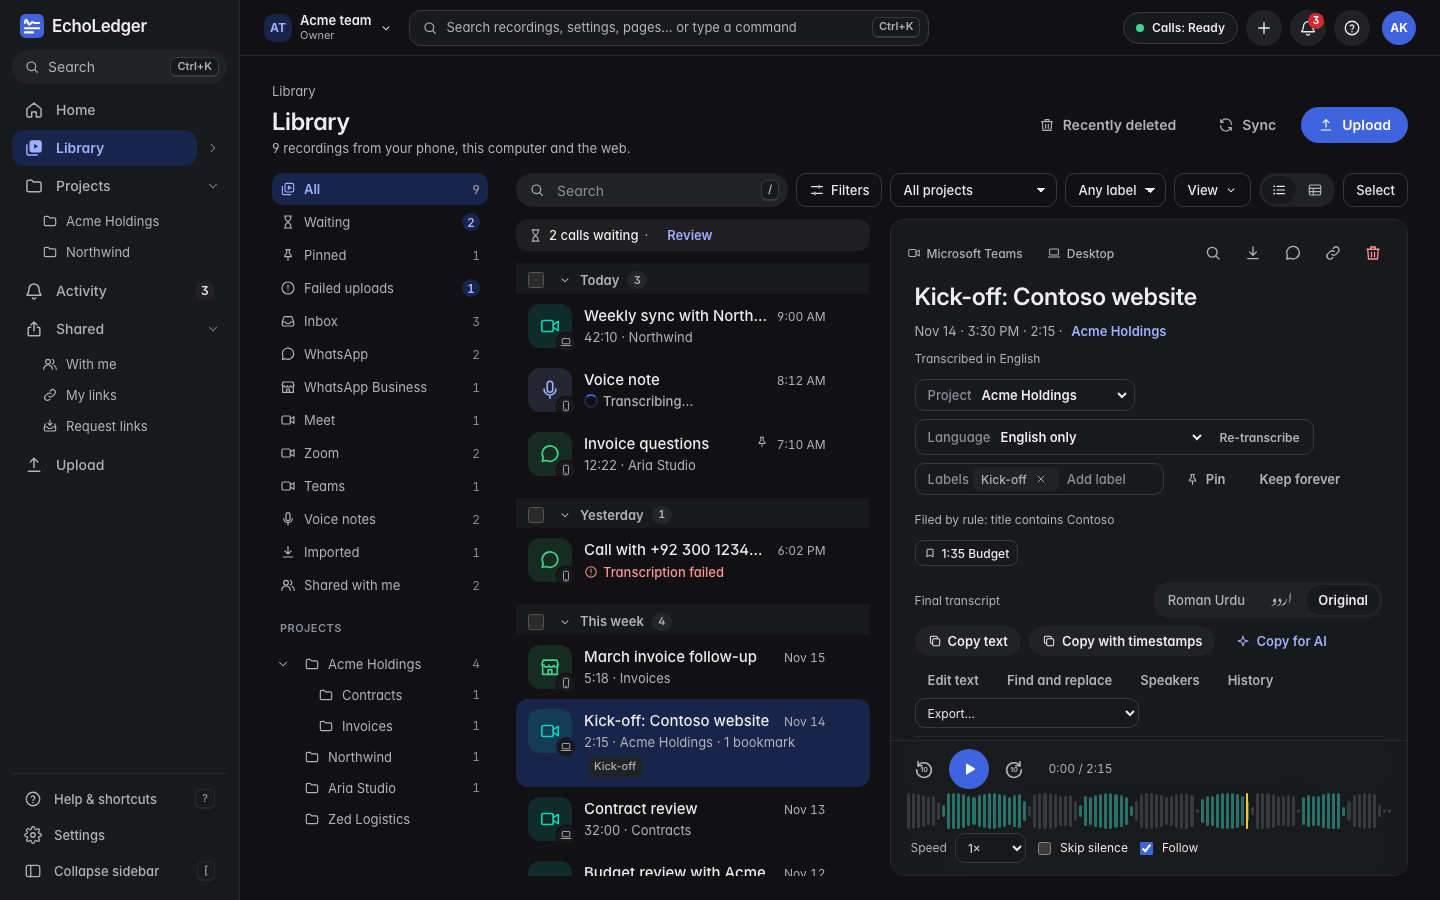 EchoLedger
Search Ctrl+K
Home
Library
Projects
Acme Holdings
Northwind
Activity 3
Shared
With me
My links
Request links
Upload
Help & shortcuts ?
Settings
Collapse sidebar [
AT Acme team
Owner
Search recordings, settings, pages... or type a command Ctrl+K
Calls: Ready
3
AK
Library
Library
9 recordings from your phone, this computer and the web.
Recently deleted
Sync
Upload
All 9
Waiting 2
Pinned 1
Failed uploads 1
Inbox 3
WhatsApp 2
WhatsApp Business 1
Meet 1
Zoom 2
Teams 1
Voice notes 2
Imported 1
Shared with me 2
PROJECTS
Acme Holdings 4
Contracts 1
Invoices 1
Northwind 1
Aria Studio 1
Zed Logistics
Search /
Filters
All projects
Any label
View
Select
2 calls waiting · Review
Today 3
Weekly sync with North... 9:00 AM
42:10 · Northwind
Voice note 8:12 AM
Transcribing...
Invoice questions 7:10 AM
12:22 · Aria Studio
Yesterday 1
Call with +92 300 1234... 6:02 PM
Transcription failed
This week 4
March invoice follow-up Nov 15
5:18 · Invoices
Kick-off: Contoso website Nov 14
2:15 · Acme Holdings · 1 bookmark
Kick-off
Contract review Nov 13
32:00 · Contracts
Budget review with Acme Nov 12
Microsoft Teams Desktop
Kick-off: Contoso website
Nov 14 · 3:30 PM · 2:15 · Acme Holdings
Transcribed in English
Project Acme Holdings
Language English only Re-transcribe
Labels Kick-off × Add label Pin Keep forever
Filed by rule: title contains Contoso
1:35 Budget
Final transcript Roman Urdu اردو Original
Copy text Copy with timestamps Copy for AI
Edit text Find and replace Speakers History
Export...
10 10 0:00 / 2:15
Speed 1× Skip silence Follow